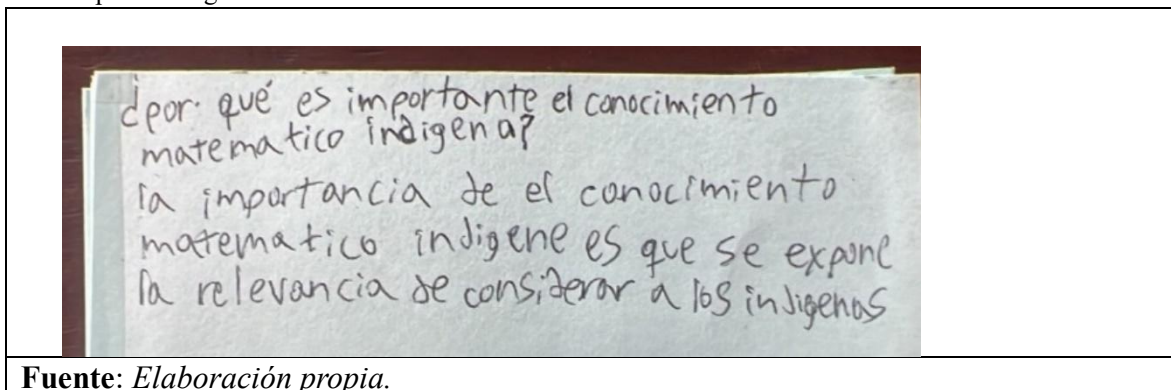 ¿por qué es importante el conocimiento
matematico indigena?
la importancia de el conocimiento
matematico indigene es que se expone
la relevancia de considerar a los indigenas
Fuente: Elaboración propia.